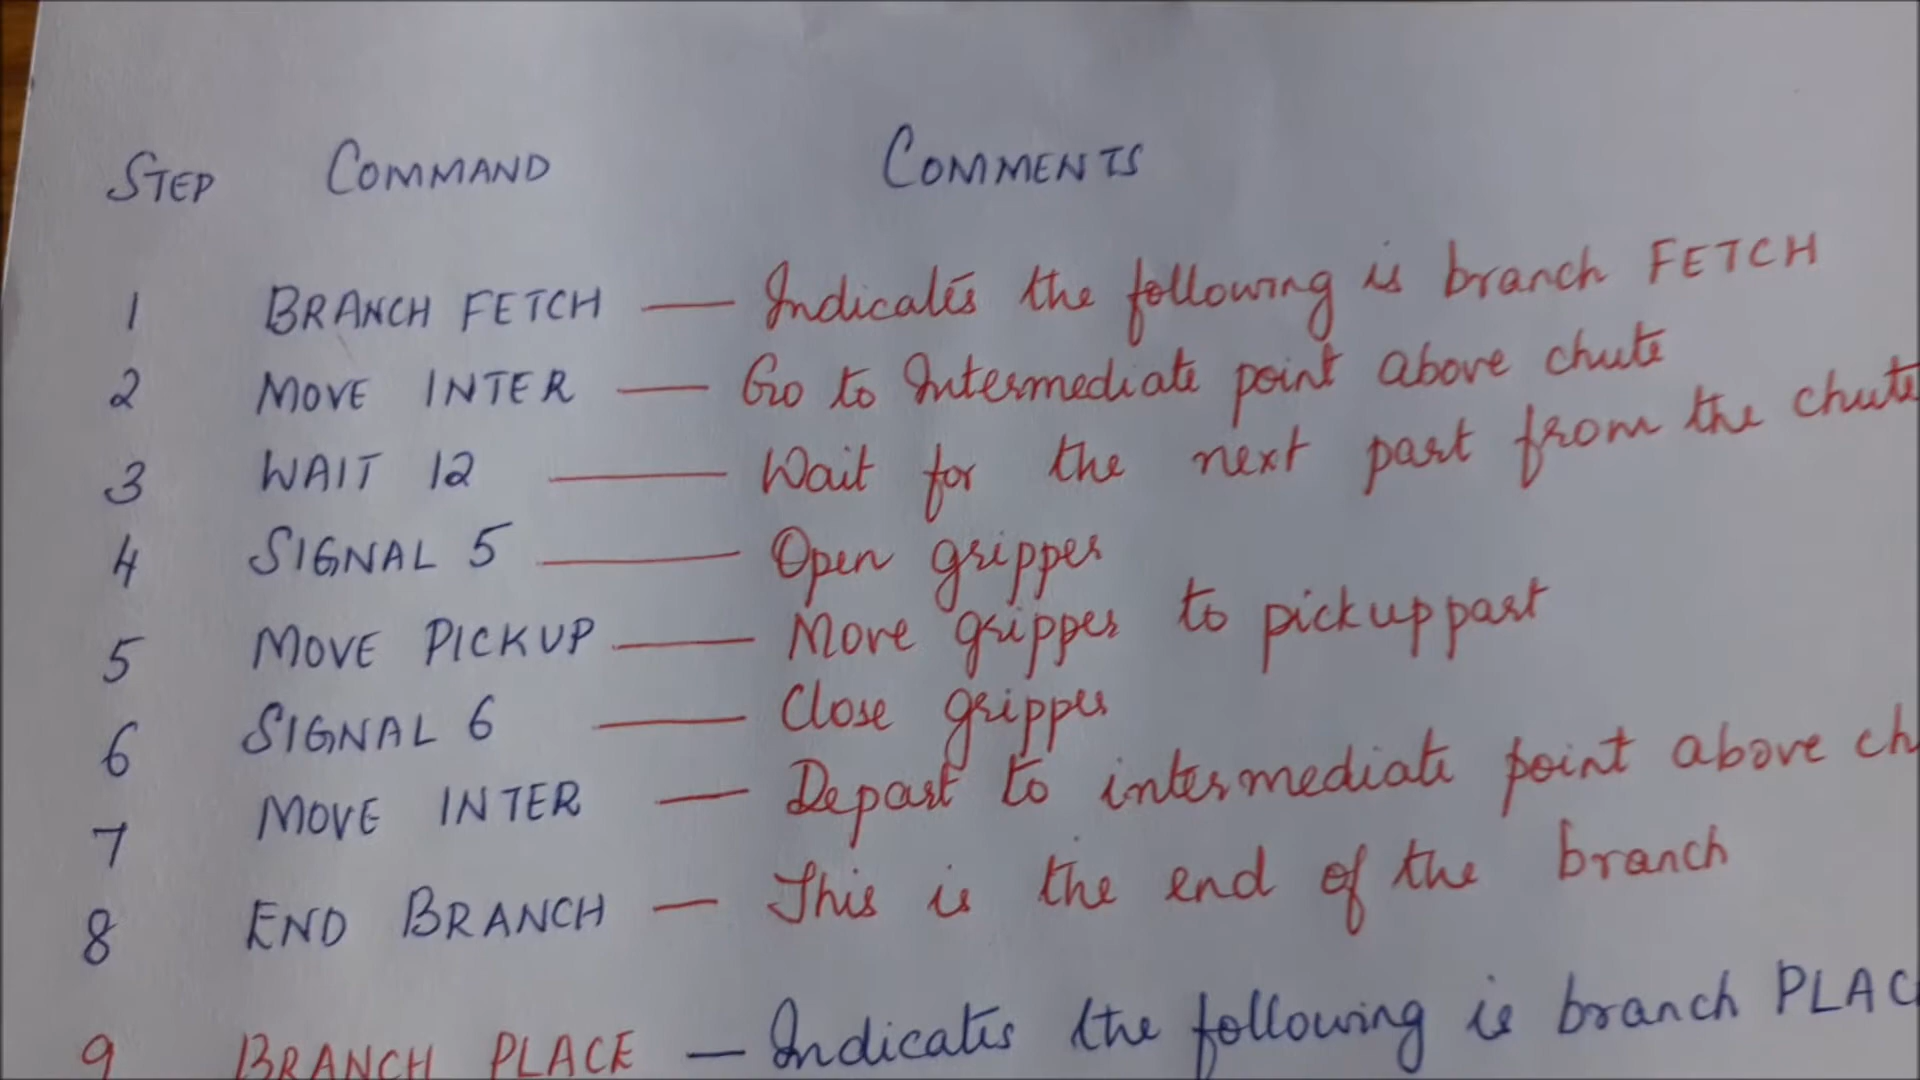 STEP COMMAND COMMENTS
1 BRANCH FETCH — Indicates the following is branch FETCH
2 MOVE INTER — Go to Intermediate point above chute
3 WAIT 12 — Wait for the next part from the chute
4 SIGNAL 5 — Open gripper
5 MOVE PICKUP — Move gripper to pickup part
6 SIGNAL 6 — Close gripper
7 MOVE INTER — Depart to intermediate point above ch
8 END BRANCH — This is the end of the branch
9 BRANCH PLACE — Indicates the following is branch PLAC